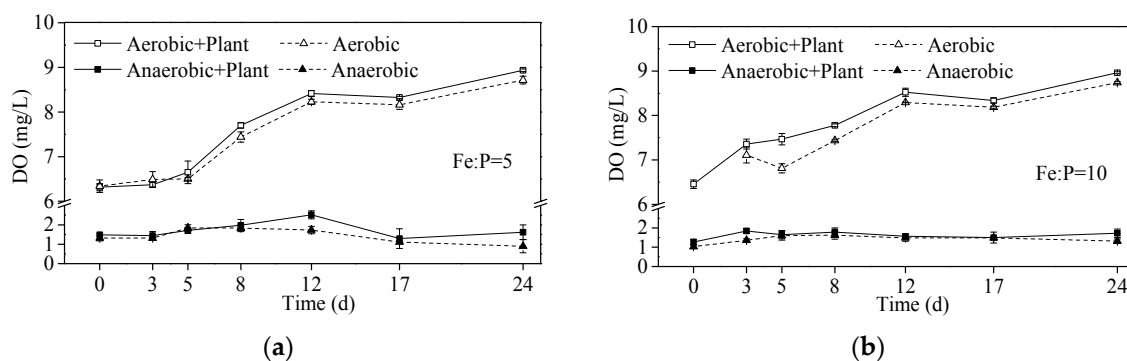 10
Aerobic+Plant Aerobic
Anaerobic+Plant Anaerobic
9
8
7
6
2
1
0
DO (mg/L)
Fe:P=5
0 3 5 8 12 17 24
Time (d)
(a)
10
Aerobic+Plant Aerobic
Anaerobic+Plant Anaerobic
9
8
7
6
2
1
0
DO (mg/L)
Fe:P=10
0 3 5 8 12 17 24
Time (d)
(b)